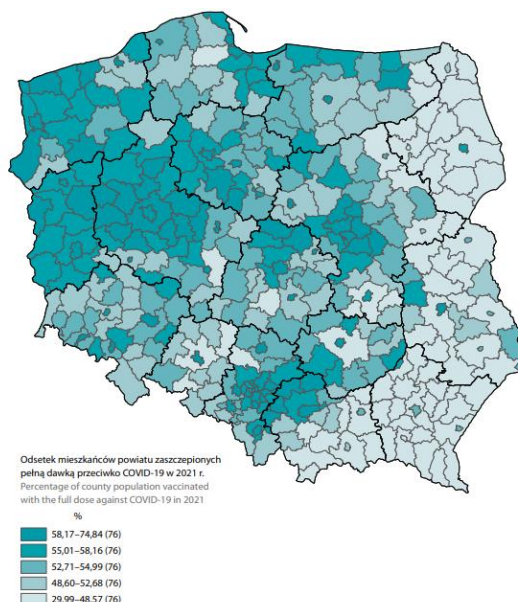 Odsetek mieszkańców powiatu zaszczepionych
pełną dawką przeciwko COVID-19 w 2021 r.
Percentage of county population vaccinated
with the full dose against COVID-19 in 2021
%
58,17–74,84 (76)
55,01–58,16 (76)
52,71–54,99 (76)
48,60–52,68 (76)
29,99–48,57 (76)